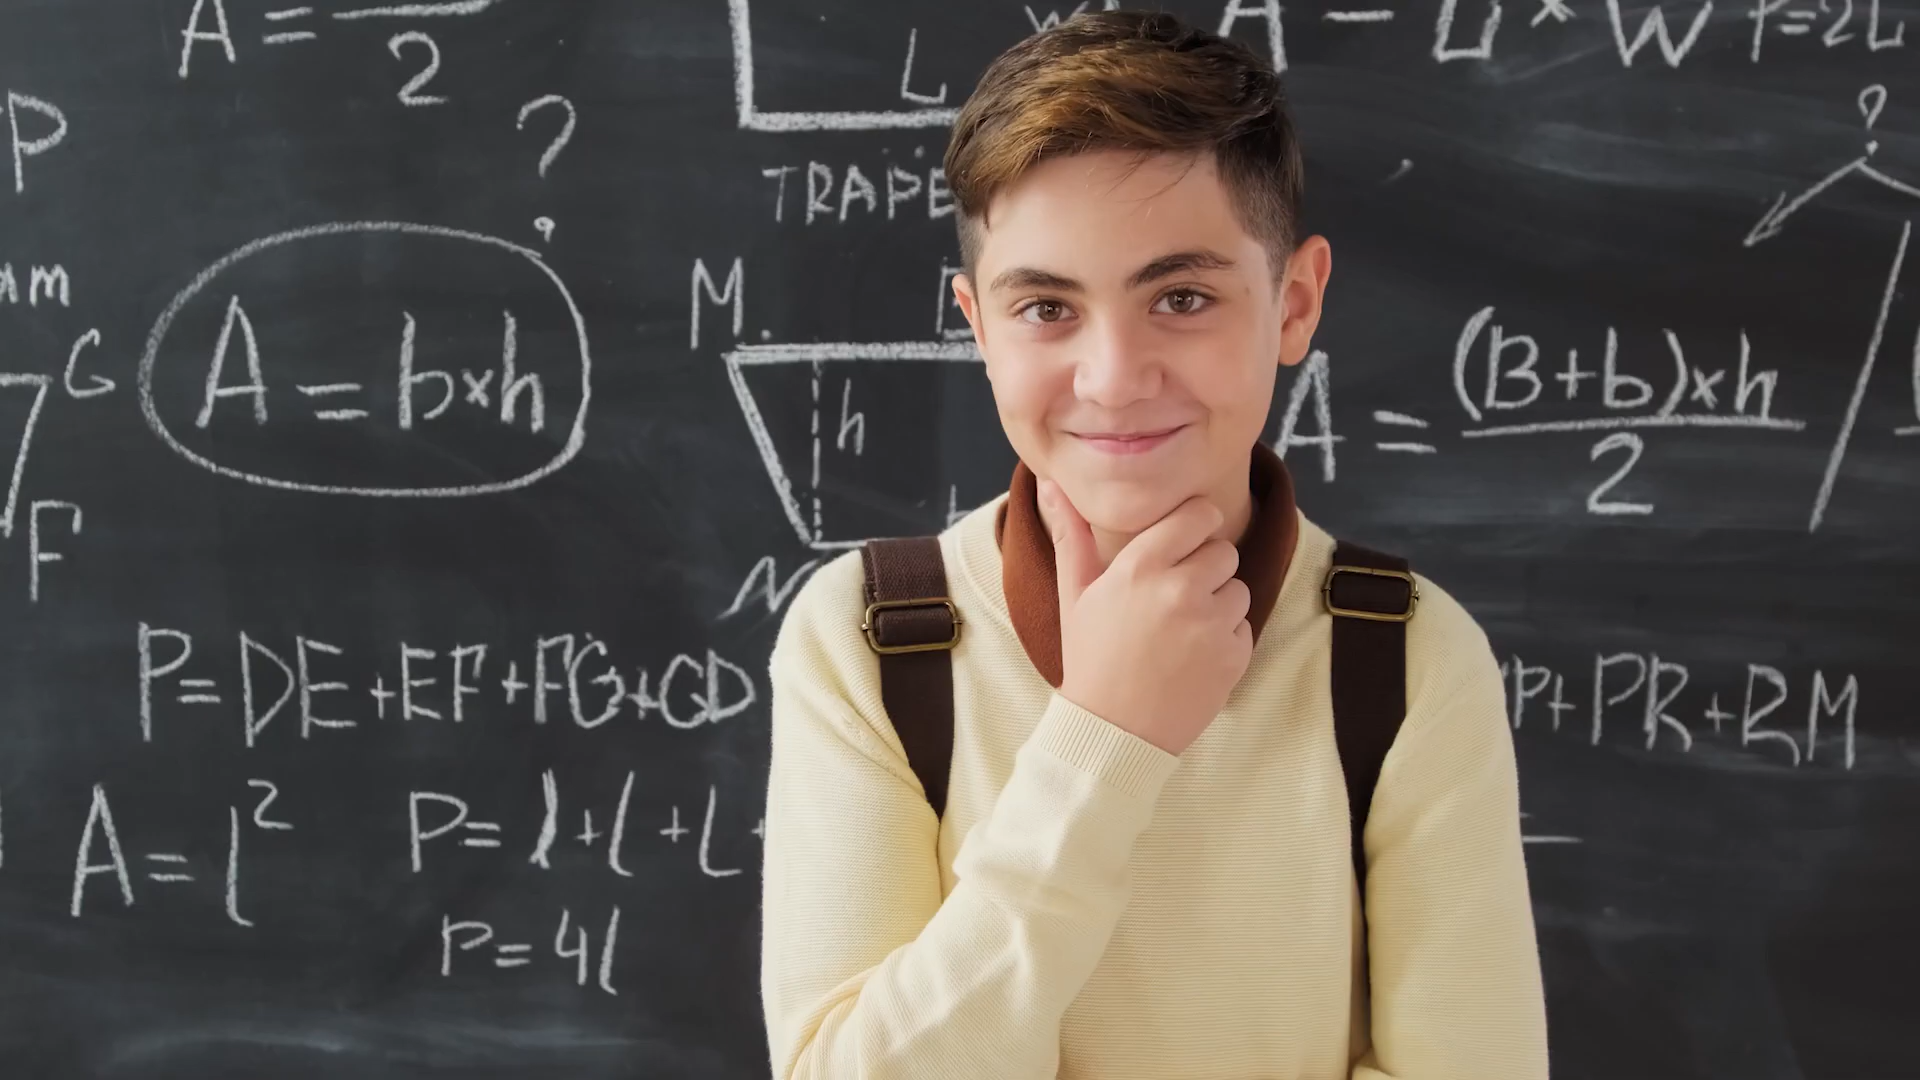 A = 2
L
A = L × W P=2L
P
?
?
TRAPE
am
M
G
A = b×h
h
A = (B+b)×h
2
F
N
P=DE+EF+FG+GD
P+PR+RM
A=l²
P=l+l+L+
P=4l